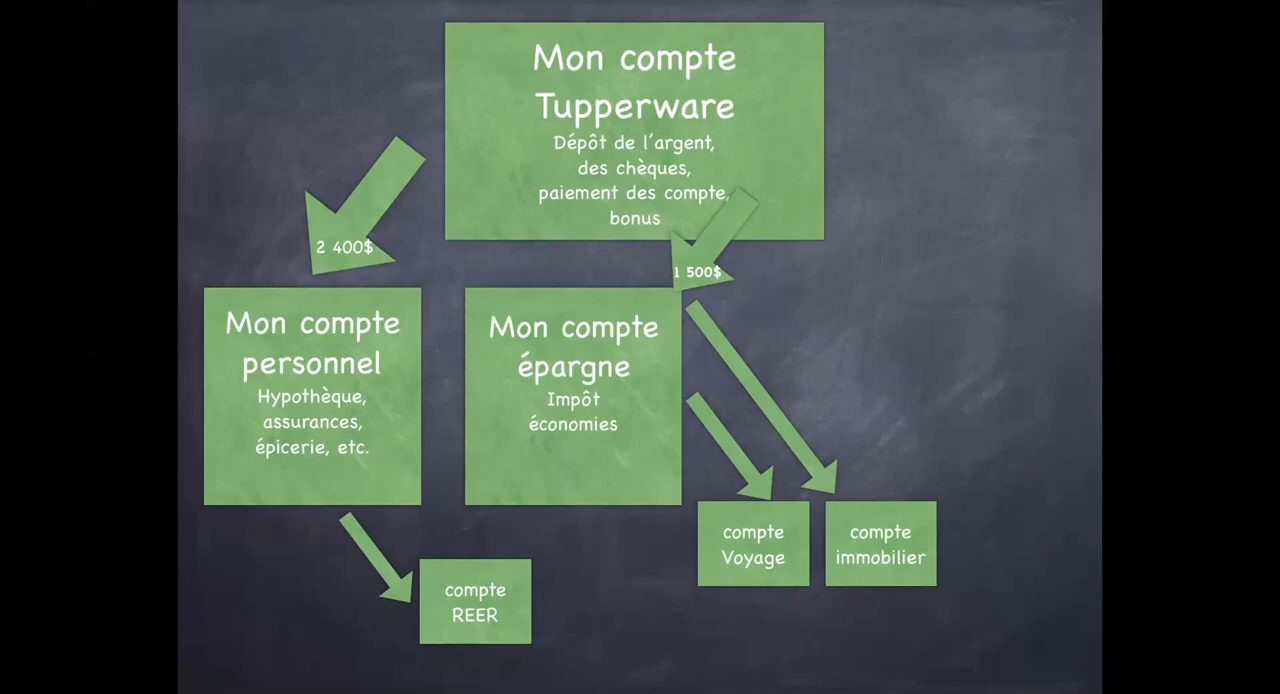 Mon compte
Tupperware
Dépôt de l'argent,
des chèques,
paiement des compte,
bonus
2 400$
1 500$
Mon compte
personnel
Hypothèque,
assurances,
épicerie, etc.
Mon compte
épargne
Impôt
économies
compte
Voyage
compte
immobilier
compte
REER